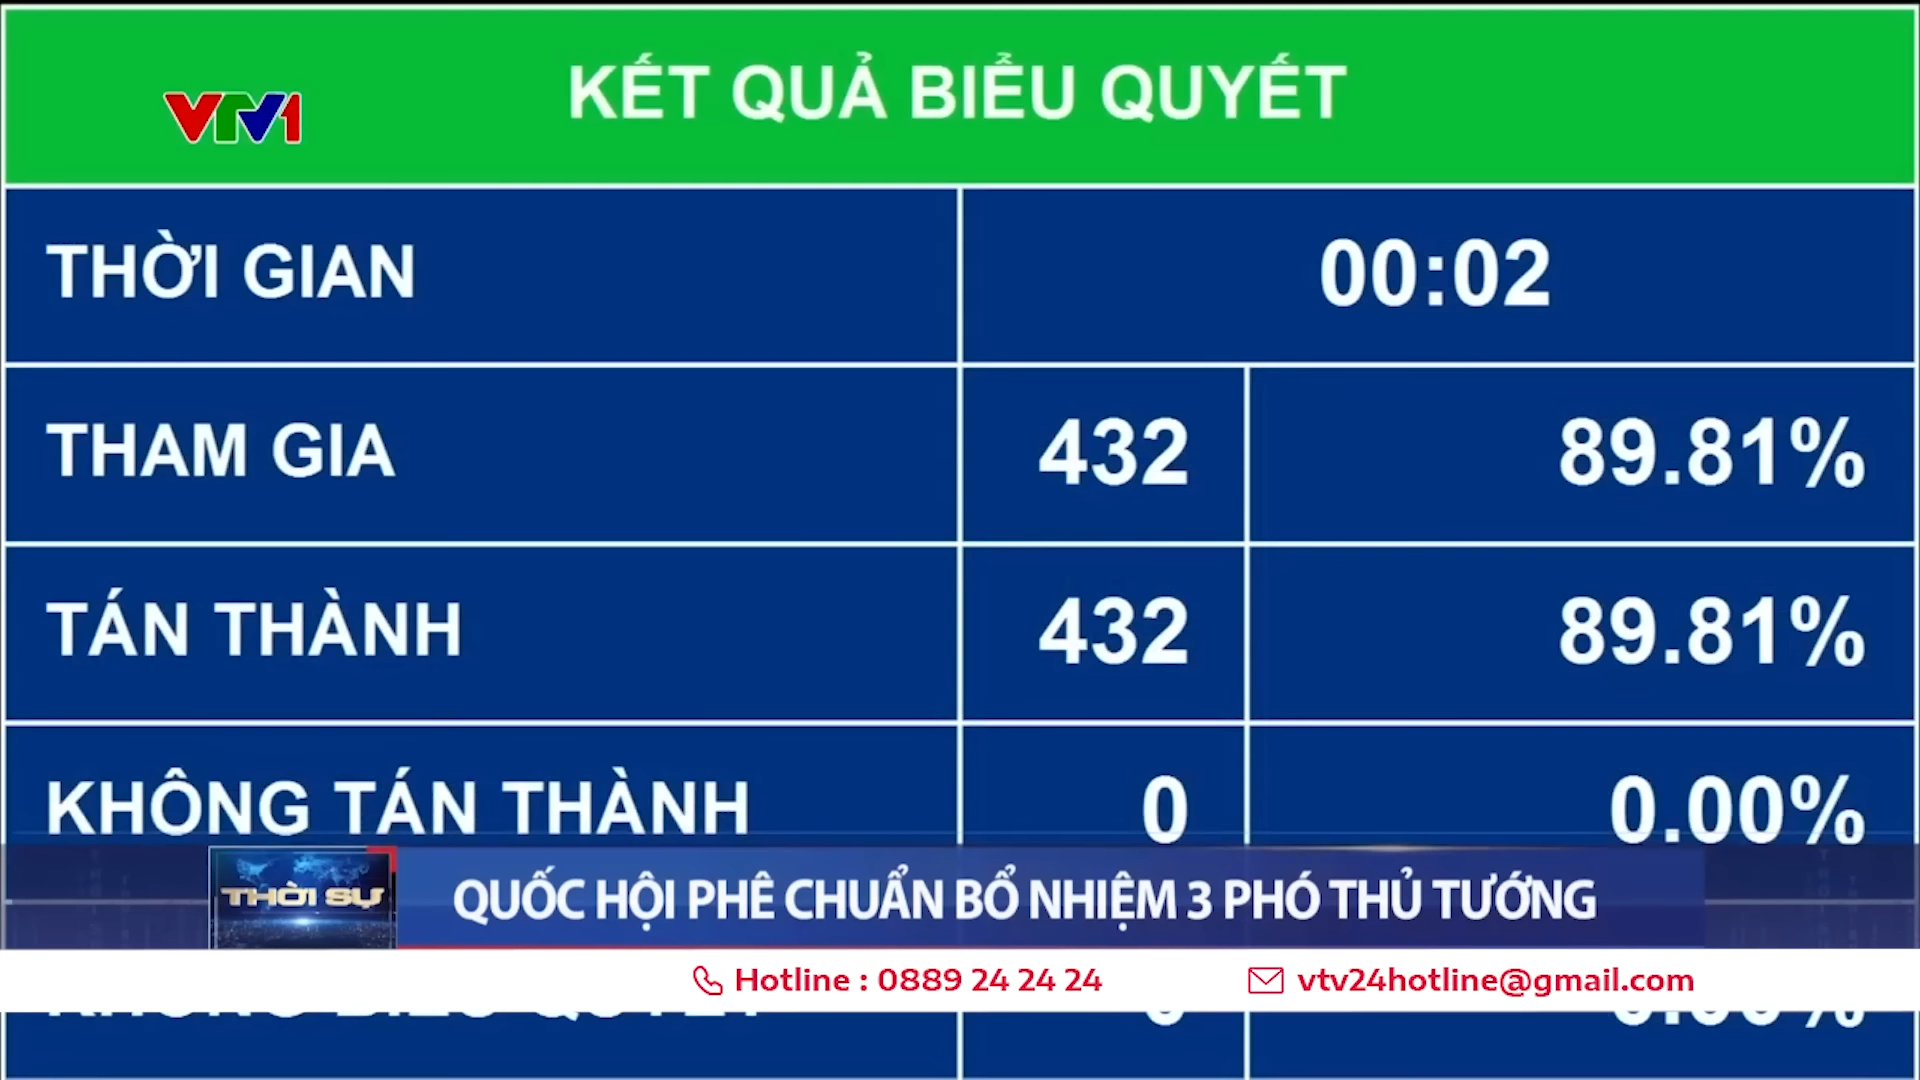 KẾT QUẢ BIỂU QUYẾT
VTV1
THỜI GIAN 00:02
THAM GIA 432 89.81%
TÁN THÀNH 432 89.81%
KHÔNG TÁN THÀNH 0 0.00%
THỜI SỰ
QUỐC HỘI PHÊ CHUẨN BỔ NHIỆM 3 PHÓ THỦ TƯỚNG
Hotline : 0889 24 24 24 vtv24hotline@gmail.com